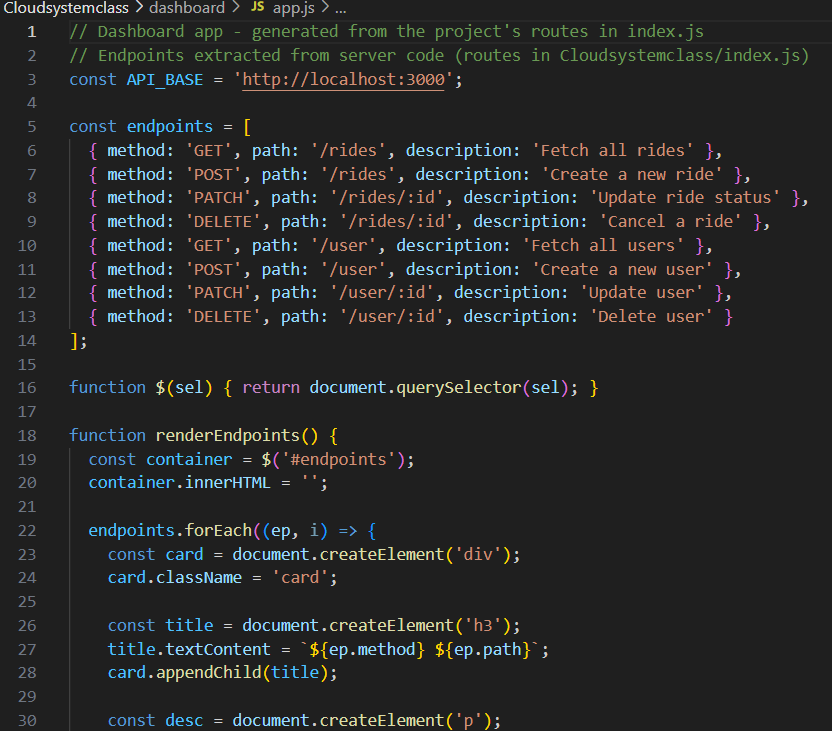 Cloudsystemclass > dashboard > JS app.js > ...
1 // Dashboard app - generated from the project's routes in index.js
2 // Endpoints extracted from server code (routes in Cloudsystemclass/index.js)
3 const API_BASE = 'http://localhost:3000';
4
5 const endpoints = [
6   { method: 'GET', path: '/rides', description: 'Fetch all rides' },
7   { method: 'POST', path: '/rides', description: 'Create a new ride' },
8   { method: 'PATCH', path: '/rides/:id', description: 'Update ride status' },
9   { method: 'DELETE', path: '/rides/:id', description: 'Cancel a ride' },
10   { method: 'GET', path: '/user', description: 'Fetch all users' },
11   { method: 'POST', path: '/user', description: 'Create a new user' },
12   { method: 'PATCH', path: '/user/:id', description: 'Update user' },
13   { method: 'DELETE', path: '/user/:id', description: 'Delete user' }
14 ];
15
16 function $(sel) { return document.querySelector(sel); }
17
18 function renderEndpoints() {
19   const container = $('#endpoints');
20   container.innerHTML = '';
21
22   endpoints.forEach((ep, i) => {
23     const card = document.createElement('div');
24     card.className = 'card';
25
26     const title = document.createElement('h3');
27     title.textContent = `${ep.method} ${ep.path}`;
28     card.appendChild(title);
29
30     const desc = document.createElement('p');